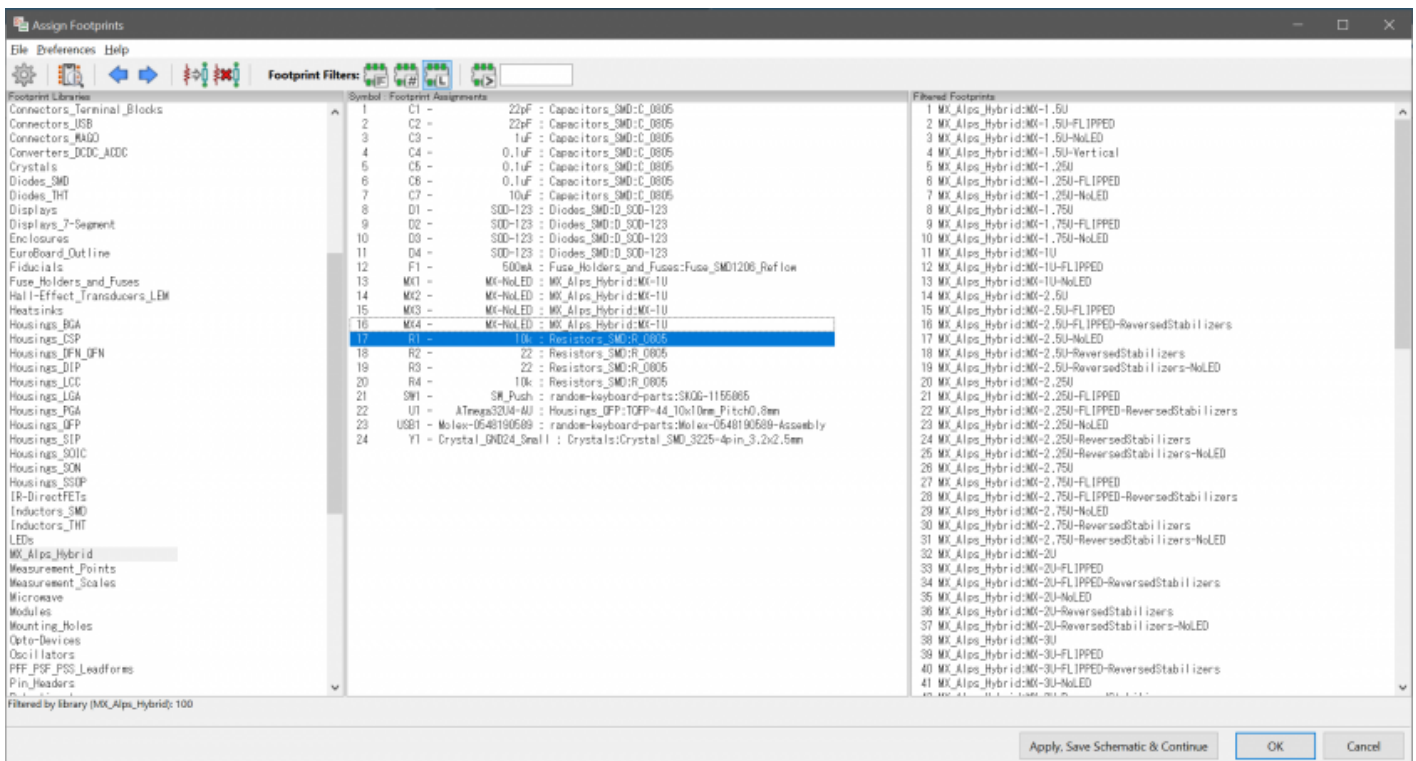 Assign Footprints
File Preferences Help
Footprint Filters:
Footprint Libraries
Connectors_Terminal_Blocks
Connectors_USB
Connectors_WAGO
Converters_DCDC_ACDC
Crystals
Diodes_SMD
Diodes_THT
Displays
Displays_7-Segment
Enclosures
EuroBoard_Outline
Fiducials
Fuse_Holders_and_Fuses
Hall-Effect_Transducers_LEM
Heatsinks
Housings_BGA
Housings_CSP
Housings_DFN_QFN
Housings_DIP
Housings_LCC
Housings_LGA
Housings_PGA
Housings_QFP
Housings_SIP
Housings_SOIC
Housings_SON
Housings_SSOP
IR-DirectFETs
Inductors_SMD
Inductors_THT
LEDs
MX_Alps_Hybrid
Measurement_Points
Measurement_Scales
Microwave
Modules
Mounting_Holes
Opto-Devices
Oscillators
PFF_PSF_PSS_Leadforms
Pin_Headers
Symbol : Footprint Assignments
1 C1 - 22pF : Capacitors_SMD:C_0805
2 C2 - 22pF : Capacitors_SMD:C_0805
3 C3 - 1uF : Capacitors_SMD:C_0805
4 C4 - 0.1uF : Capacitors_SMD:C_0805
5 C5 - 0.1uF : Capacitors_SMD:C_0805
6 C6 - 0.1uF : Capacitors_SMD:C_0805
7 C7 - 10uF : Capacitors_SMD:C_0805
8 D1 - SOD-123 : Diodes_SMD:D_SOD-123
9 D2 - SOD-123 : Diodes_SMD:D_SOD-123
10 D3 - SOD-123 : Diodes_SMD:D_SOD-123
11 D4 - SOD-123 : Diodes_SMD:D_SOD-123
12 F1 - 500mA : Fuse_Holders_and_Fuses:Fuse_SMD1206_Reflow
13 MX1 - MX-NoLED : MX_Alps_Hybrid:MX-1U
14 MX2 - MX-NoLED : MX_Alps_Hybrid:MX-1U
15 MX3 - MX-NoLED : MX_Alps_Hybrid:MX-1U
16 MX4 - MX-NoLED : MX_Alps_Hybrid:MX-1U
17 R1 - 10k : Resistors_SMD:R_0805
18 R2 - 22 : Resistors_SMD:R_0805
19 R3 - 22 : Resistors_SMD:R_0805
20 R4 - 10k : Resistors_SMD:R_0805
21 SW1 - SW_Push : random-keyboard-parts:SKQG-1155865
22 U1 - ATmega32U4-AU : Housings_QFP:TQFP-44_10x10mm_Pitch0.8mm
23 USB1 - Molex-0548190589 : random-keyboard-parts:Molex-0548190589-Assembly
24 Y1 - Crystal_GND24_Small : Crystals:Crystal_SMD_3225-4pin_3.2x2.5mm
Filtered Footprints
1 MX_Alps_Hybrid:MX-1.5U
2 MX_Alps_Hybrid:MX-1.5U-FLIPPED
3 MX_Alps_Hybrid:MX-1.5U-NoLED
4 MX_Alps_Hybrid:MX-1.5U-Vertical
5 MX_Alps_Hybrid:MX-1.25U
6 MX_Alps_Hybrid:MX-1.25U-FLIPPED
7 MX_Alps_Hybrid:MX-1.25U-NoLED
8 MX_Alps_Hybrid:MX-1.75U
9 MX_Alps_Hybrid:MX-1.75U-FLIPPED
10 MX_Alps_Hybrid:MX-1.75U-NoLED
11 MX_Alps_Hybrid:MX-1U
12 MX_Alps_Hybrid:MX-1U-FLIPPED
13 MX_Alps_Hybrid:MX-1U-NoLED
14 MX_Alps_Hybrid:MX-2.5U
15 MX_Alps_Hybrid:MX-2.5U-FLIPPED
16 MX_Alps_Hybrid:MX-2.5U-FLIPPED-ReversedStabilizers
17 MX_Alps_Hybrid:MX-2.5U-NoLED
18 MX_Alps_Hybrid:MX-2.5U-ReversedStabilizers
19 MX_Alps_Hybrid:MX-2.5U-ReversedStabilizers-NoLED
20 MX_Alps_Hybrid:MX-2.25U
21 MX_Alps_Hybrid:MX-2.25U-FLIPPED
22 MX_Alps_Hybrid:MX-2.25U-FLIPPED-ReversedStabilizers
23 MX_Alps_Hybrid:MX-2.25U-NoLED
24 MX_Alps_Hybrid:MX-2.25U-ReversedStabilizers
25 MX_Alps_Hybrid:MX-2.25U-ReversedStabilizers-NoLED
26 MX_Alps_Hybrid:MX-2.75U
27 MX_Alps_Hybrid:MX-2.75U-FLIPPED
28 MX_Alps_Hybrid:MX-2.75U-FLIPPED-ReversedStabilizers
29 MX_Alps_Hybrid:MX-2.75U-NoLED
30 MX_Alps_Hybrid:MX-2.75U-ReversedStabilizers
31 MX_Alps_Hybrid:MX-2.75U-ReversedStabilizers-NoLED
32 MX_Alps_Hybrid:MX-2U
33 MX_Alps_Hybrid:MX-2U-FLIPPED
34 MX_Alps_Hybrid:MX-2U-FLIPPED-ReversedStabilizers
35 MX_Alps_Hybrid:MX-2U-NoLED
36 MX_Alps_Hybrid:MX-2U-ReversedStabilizers
37 MX_Alps_Hybrid:MX-2U-ReversedStabilizers-NoLED
38 MX_Alps_Hybrid:MX-3U
39 MX_Alps_Hybrid:MX-3U-FLIPPED
40 MX_Alps_Hybrid:MX-3U-FLIPPED-ReversedStabilizers
41 MX_Alps_Hybrid:MX-3U-NoLED
Filtered by library (MX_Alps_Hybrid): 100
Apply, Save Schematic & Continue
OK
Cancel